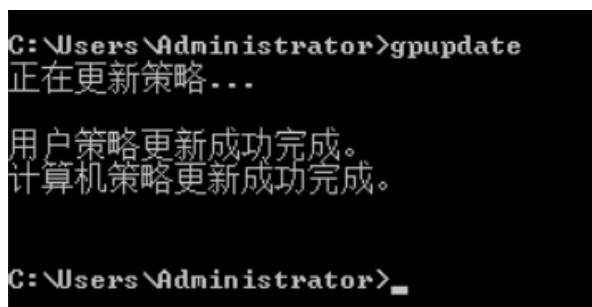 C:\Users\Administrator>gpupdate
正在更新策略...
用户策略更新成功完成。
计算机策略更新成功完成。
C:\Users\Administrator>_